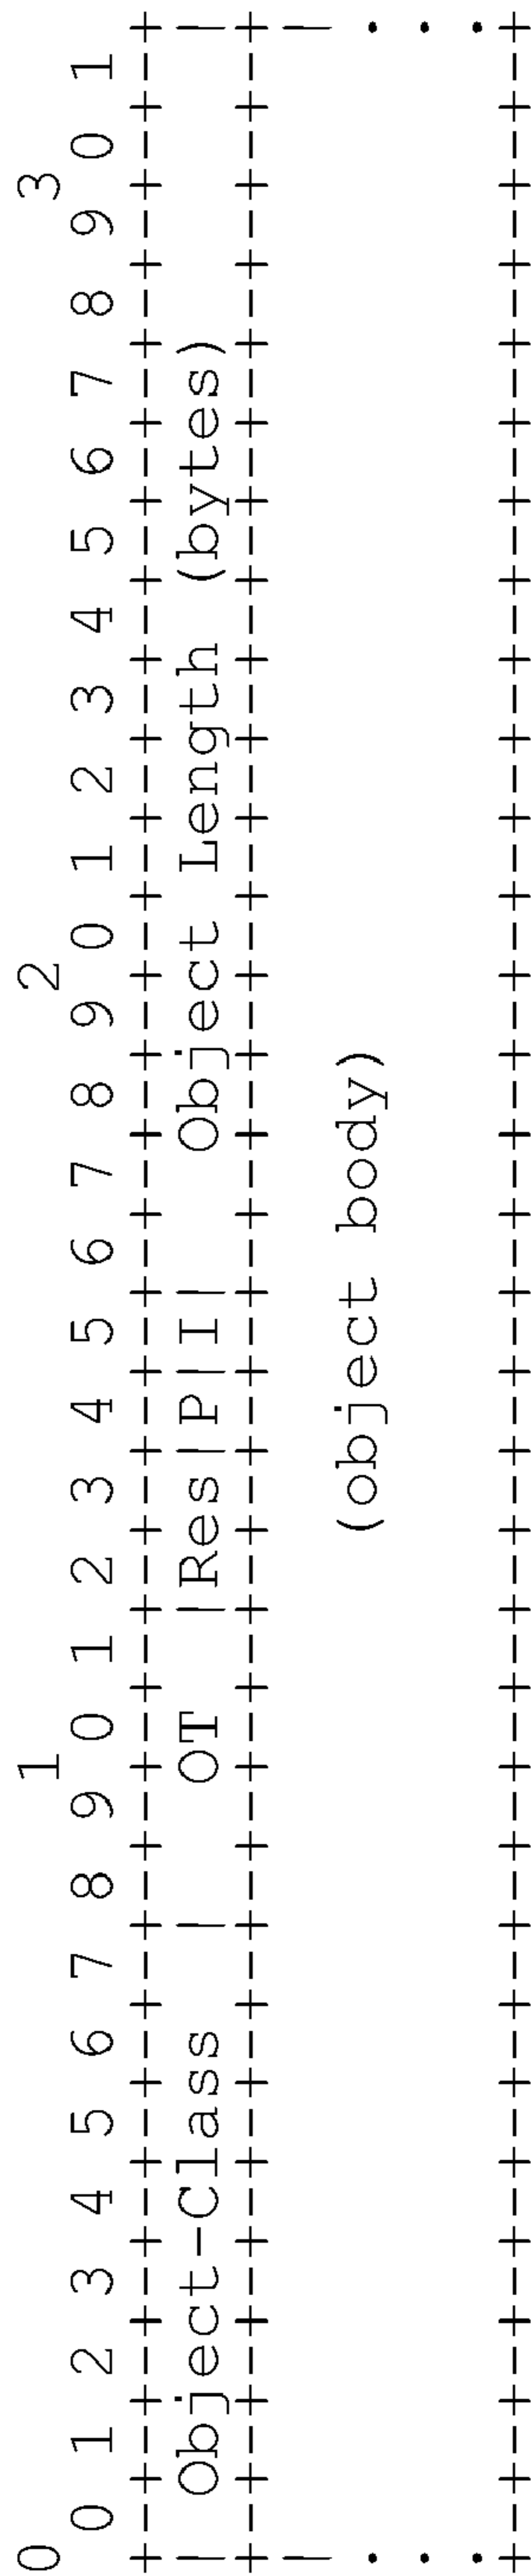 0                   1                   2                   3
 0 1 2 3 4 5 6 7 8 9 0 1 2 3 4 5 6 7 8 9 0 1 2 3 4 5 6 7 8 9 0 1
+-+-+-+-+-+-+-+-+-+-+-+-+-+-+-+-+-+-+-+-+-+-+-+-+-+-+-+-+-+-+-+-+
| Object-Class  |   OT  |Res|P|I|   Object Length (bytes)       |
+-+-+-+-+-+-+-+-+-+-+-+-+-+-+-+-+-+-+-+-+-+-+-+-+-+-+-+-+-+-+-+-+
|                                                               |
.                         (object body)                         .
.                                                               .
.                                                               .
+-+-+-+-+-+-+-+-+-+-+-+-+-+-+-+-+-+-+-+-+-+-+-+-+-+-+-+-+-+-+-+-+